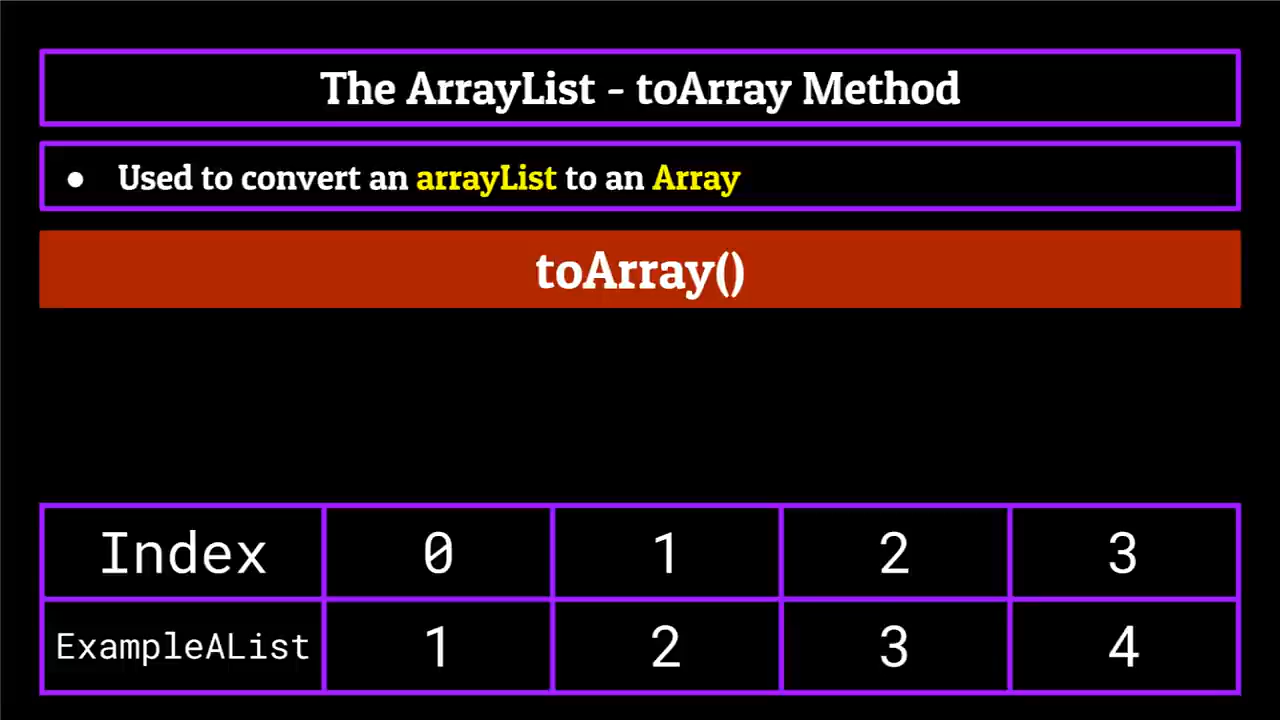 The ArrayList - toArray Method
● Used to convert an arrayList to an Array
toArray()
Index 0 1 2 3
ExampleAList 1 2 3 4